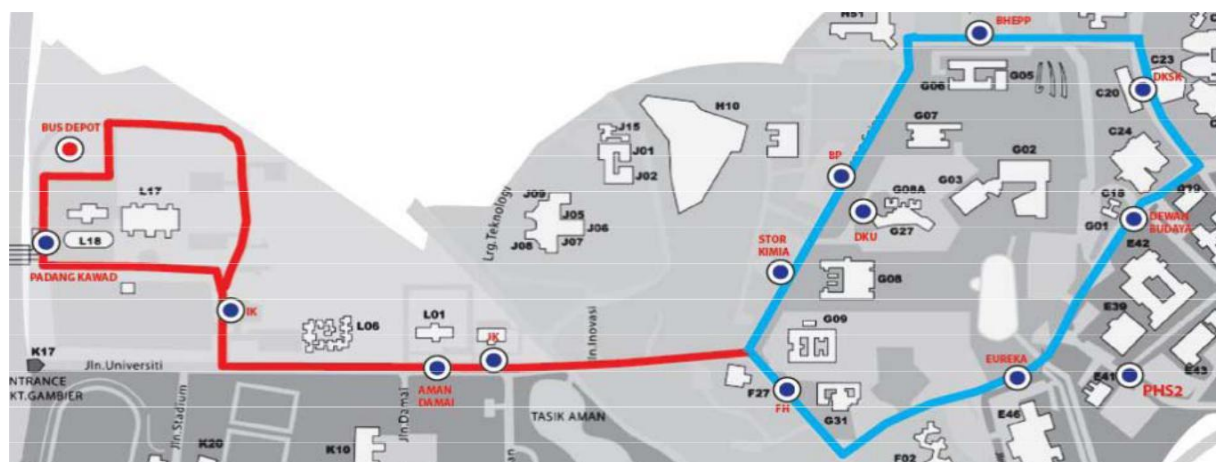 H51
BHEPP
C23
DKSK
C20
G05
G06
BUS DEPOT
H10
G07
C24
J15
J01
J02
BP
G02
G03
L17
J09
G08A
C18
G19
J05
J06
G27
G01
DEWAN
BUDAYA
L18
J08
J07
DKU
E42
Lrg.Teknologi
STOR
KIMIA
PADANG KAWAD
G08
IK
L01
E39
L06
JK
Jln.Inovasi
G09
K17
Jln.Universiti
EUREKA
E43
ENTRANCE
KT.GAMBIER
AMAN
DAMAI
F27
E41
PHS2
FH
Jln.Stadium
Jln.Damai
TASIK AMAN
G31
E46
K20
K10
F02